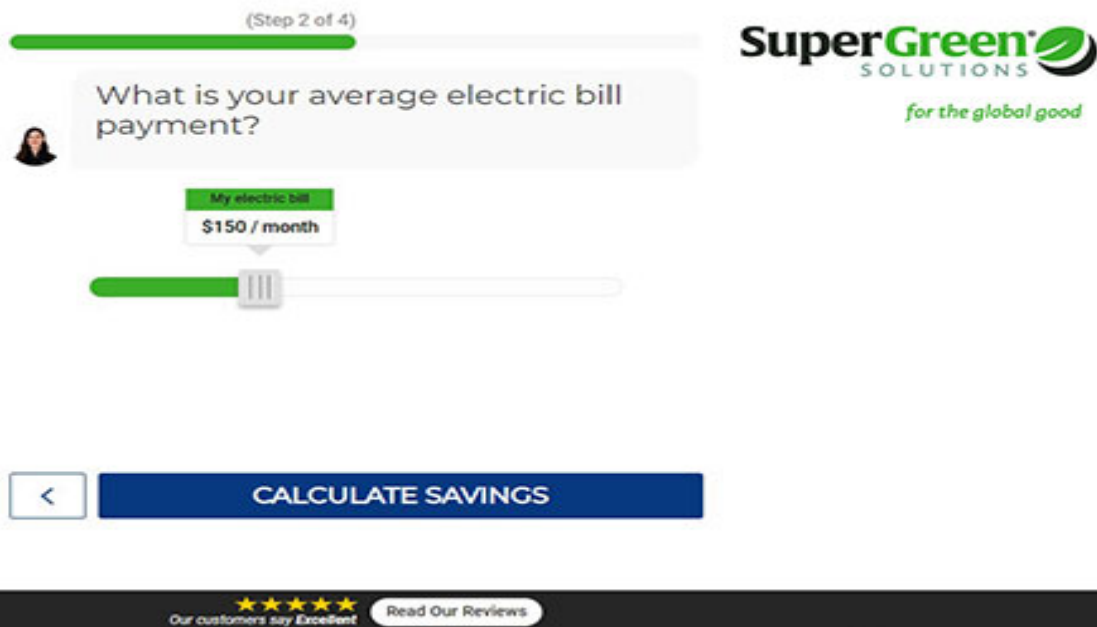 (Step 2 of 4)
SuperGreen
SOLUTIONS
for the global good
What is your average electric bill
payment?
My electric bill
$150 / month
<
CALCULATE SAVINGS
★★★★★
Our customers say Excellent
Read Our Reviews